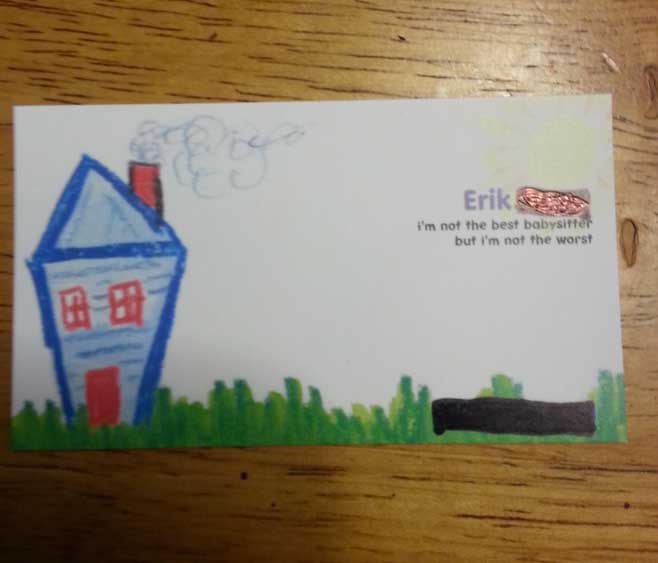 Erik
i'm not the best babysitter
but i'm not the worst